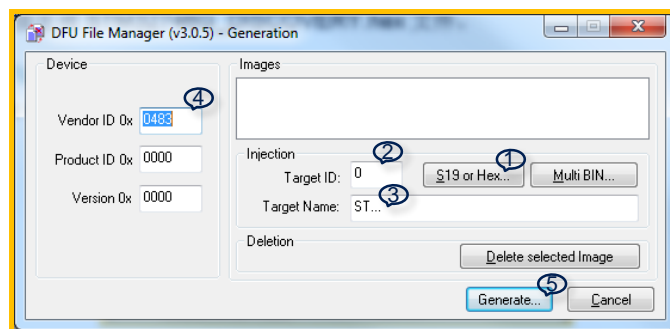 DFU File Manager (v3.0.5) - Generation
Device
Vendor ID 0x 0483
4
Product ID 0x 0000
Version 0x 0000
Images
Injection
Target ID: 0
2
S19 or Hex...
1
Multi BIN...
Target Name: ST...
3
Deletion
Delete selected Image
Generate...
5
Cancel